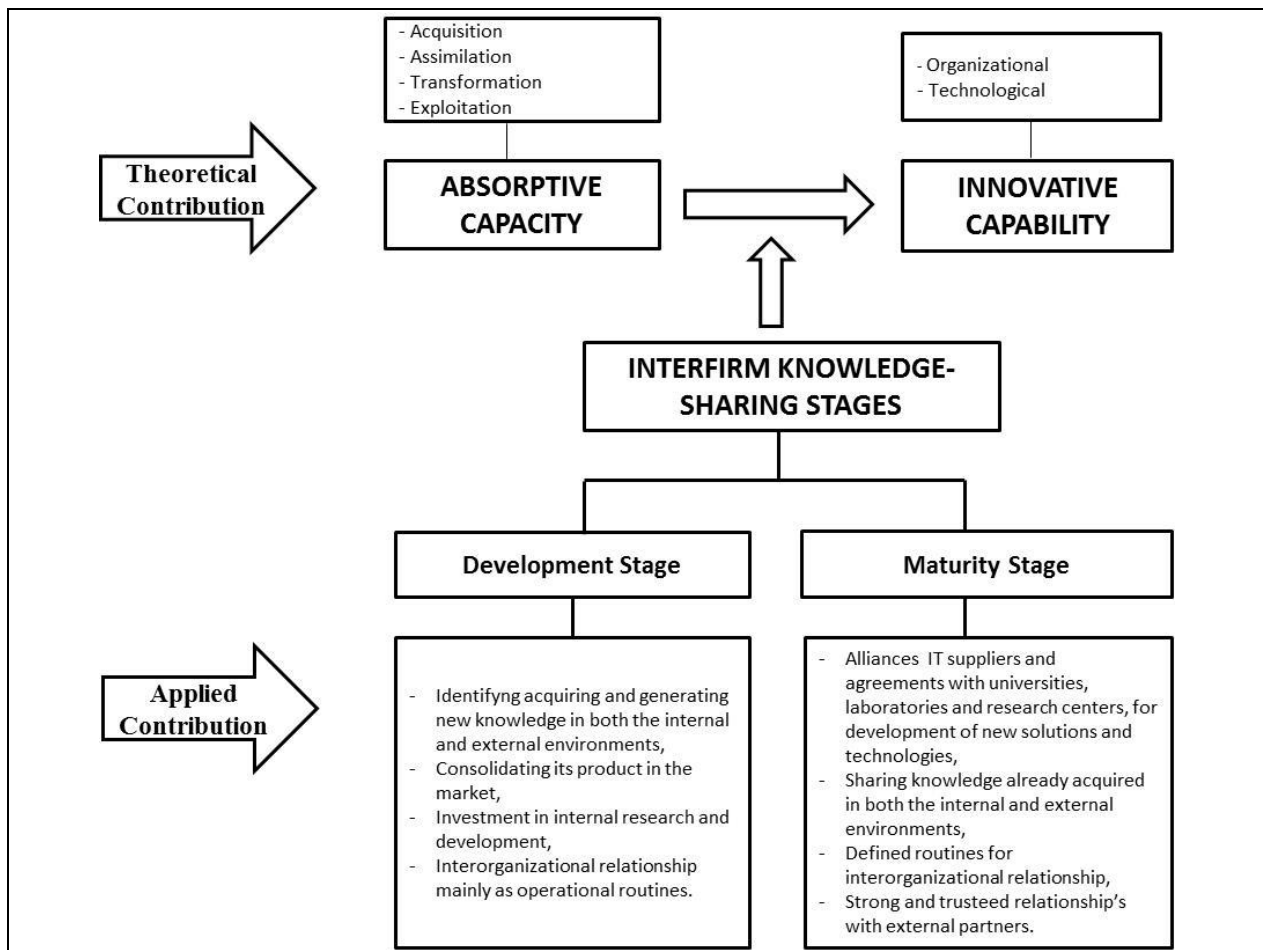 - Acquisition
- Assimilation
- Transformation
- Exploitation
- Organizational
- Technological
Theoretical
Contribution
ABSORPTIVE
CAPACITY
INNOVATIVE
CAPABILITY
INTERFIRM KNOWLEDGE-
SHARING STAGES
Development Stage
Maturity Stage
Applied
Contribution
- Identifyng acquiring and generating
new knowledge in both the internal
and external environments,
- Consolidating its product in the
market,
- Investment in internal research and
development,
- Interorganizational relationship
mainly as operational routines.
- Alliances IT suppliers and
agreements with universities,
laboratories and research centers, for
development of new solutions and
technologies,
- Sharing knowledge already acquired
in both the internal and external
environments,
- Defined routines for
interorganizational relationship,
- Strong and trusteed relationship's
with external partners.